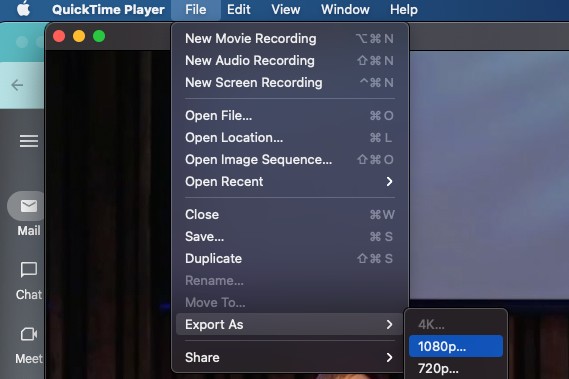 QuickTime Player File Edit View Window Help
New Movie Recording ⌥⌘N
New Audio Recording ⇧⌘N
New Screen Recording ^⌘N
Open File... ⌘O
Open Location... ⌘L
Open Image Sequence... ⇧⌘O
Open Recent
Close ⌘W
Save... ⌘S
Duplicate ⇧⌘S
Rename...
Move To...
Export As
Share
4K...
1080p...
720p...
Mail
Chat
Meet